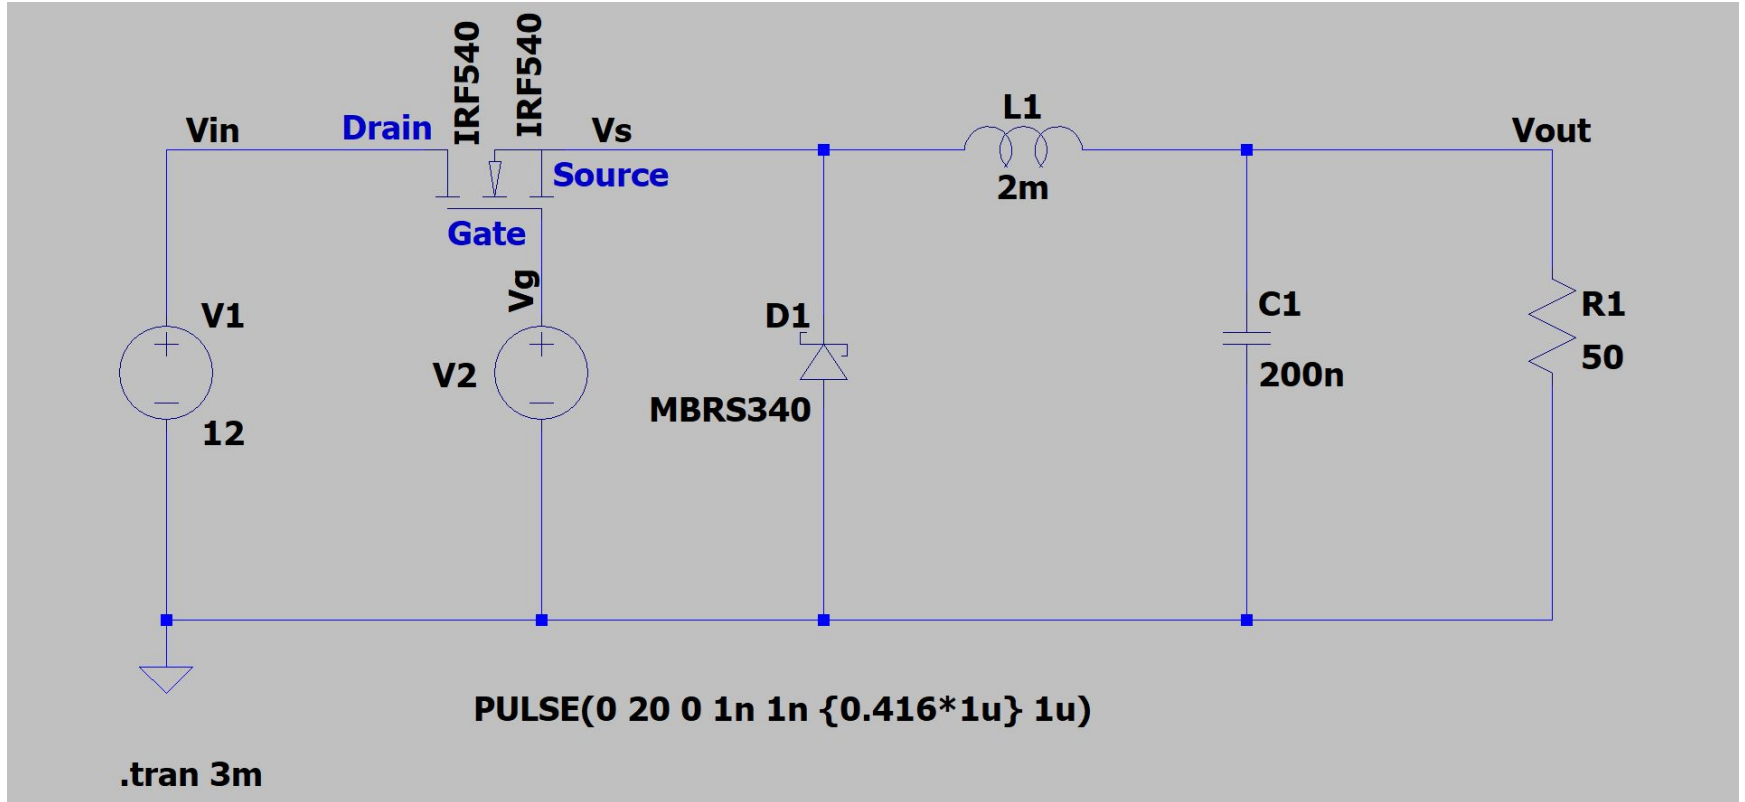 IRF540
IRF540
Vin
Drain
Vs
Source
Gate
L1
2m
Vout
Vg
V1
12
V2
D1
MBRS340
C1
200n
R1
50
PULSE(0 20 0 1n 1n {0.416*1u} 1u)
.tran 3m